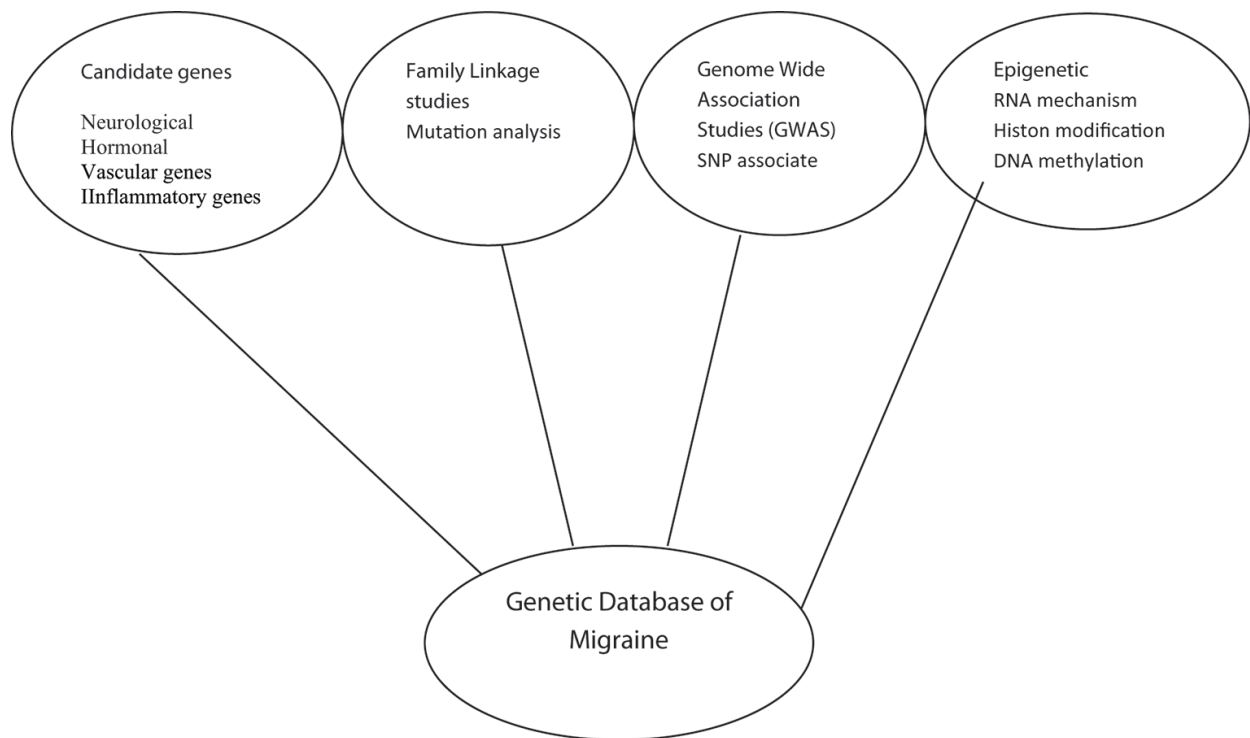 Candidate genes
Neurological
Hormonal
Vascular genes
IInflammatory genes
Family Linkage
studies
Mutation analysis
Genome Wide
Association
Studies (GWAS)
SNP associate
Epigenetic
RNA mechanism
Histon modification
DNA methylation
Genetic Database of
Migraine